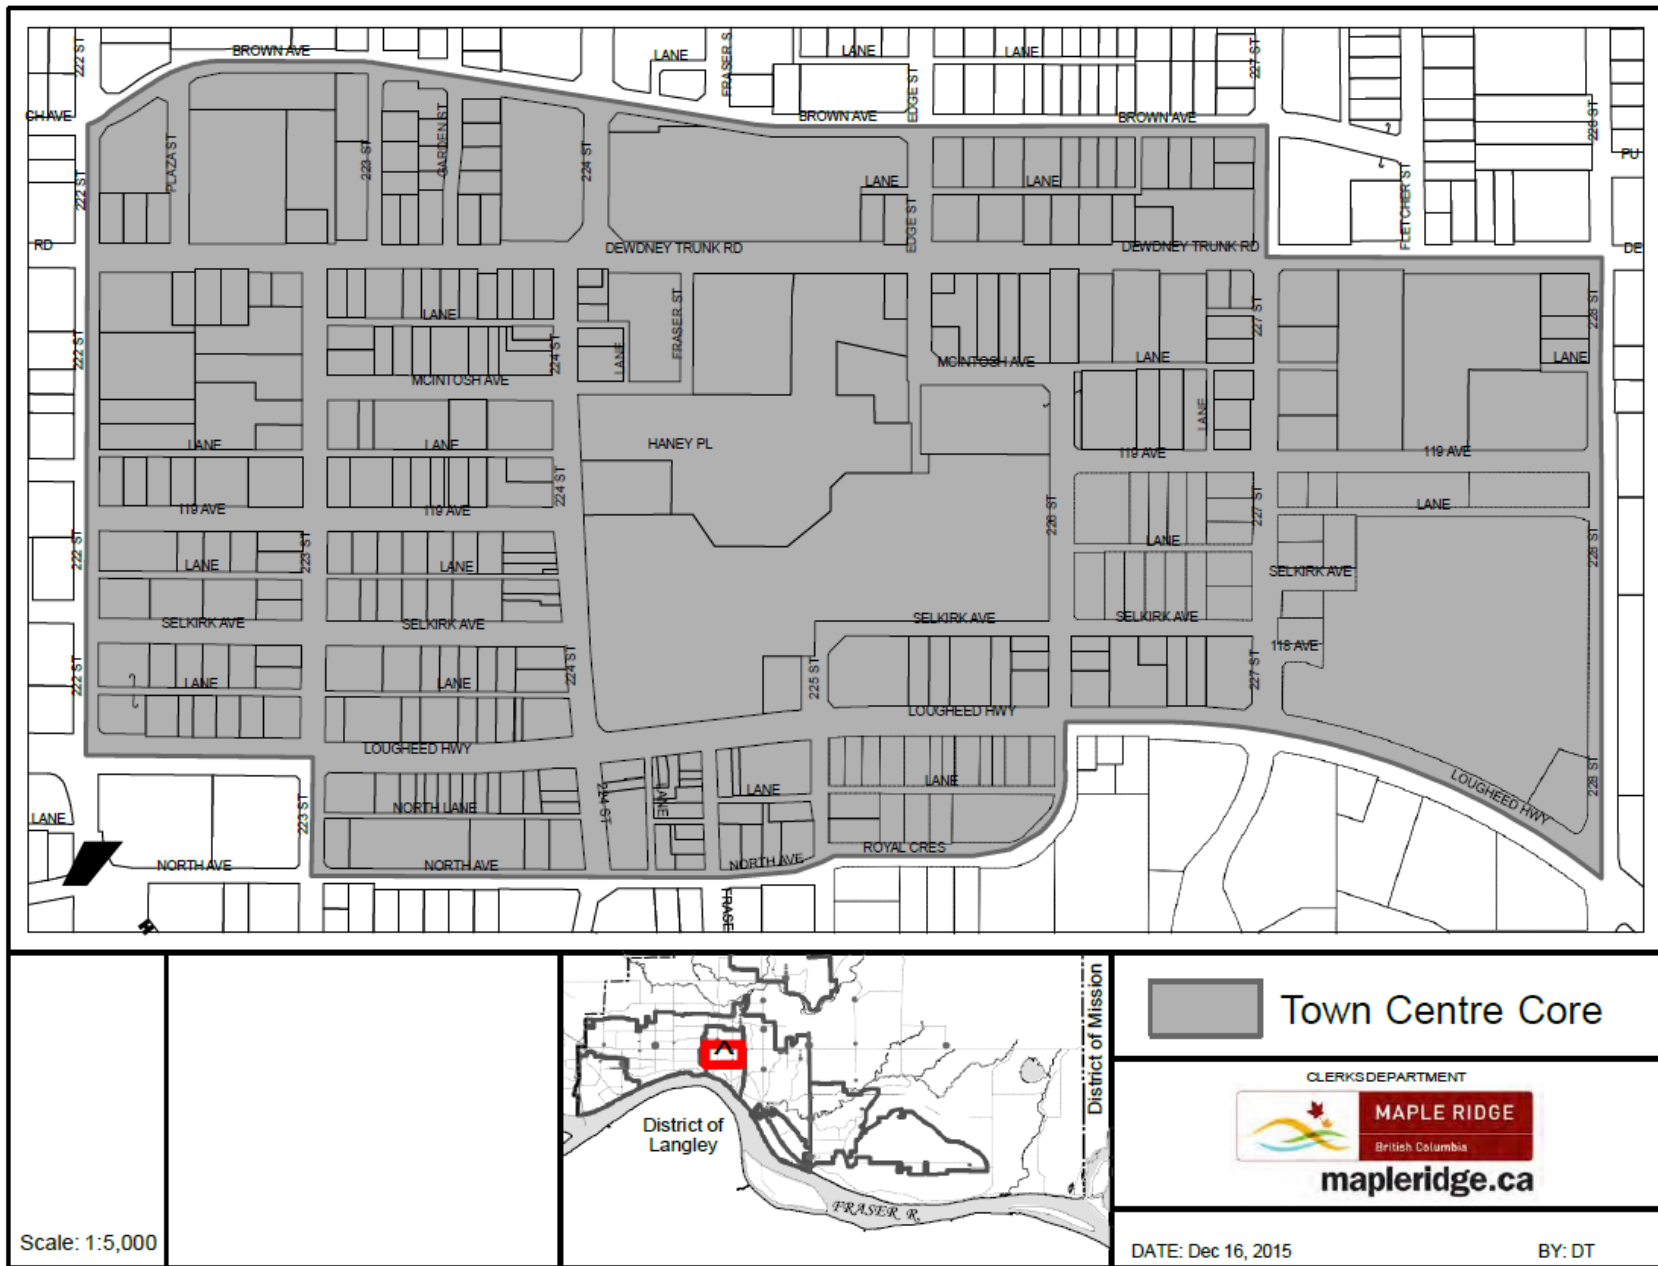 BROWN AVE
222 ST
LANE
FRASER S
LANE
LANE
227 ST
CH AVE
BROWN AVE
EDGE ST
BROWN AVE
228 ST
PLAZA ST
223 ST
GARDEN ST
224 ST
FLETCHER ST
PU
222 ST
LANE
LANE
EDGE ST
RD
DEWDNEY TRUNK RD
DEWDNEY TRUNK RD
DE
222 ST
LANE
224 ST
LANE
FRASER ST
MCINTOSH AVE
LANE
227 ST
228 ST
LANE
MCINTOSH AVE
LANE
LANE
LANE
HANEY PL
119 AVE
119 AVE
119 AVE
119 AVE
224 ST
226 ST
227 ST
LANE
222 ST
223 ST
LANE
LANE
LANE
228 ST
SELKIRK AVE
SELKIRK AVE
SELKIRK AVE
SELKIRK AVE
SELKIRK AVE
118 AVE
222 ST
LANE
LANE
224 ST
225 ST
227 ST
LOUGHEED HWY
LOUGHEED HWY
LOUGHEED HWY
228 ST
LANE
223 ST
NORTH LANE
224 ST
LANE
LANE
LANE
NORTH AVE
NORTH AVE
NORTH AVE
ROYAL CRES
FRASE
Scale: 1:5,000
District of Mission
District of
Langley
FRASER R.
Town Centre Core
CLERKS DEPARTMENT
MAPLE RIDGE
British Columbia
mapleridge.ca
DATE: Dec 16, 2015
BY: DT